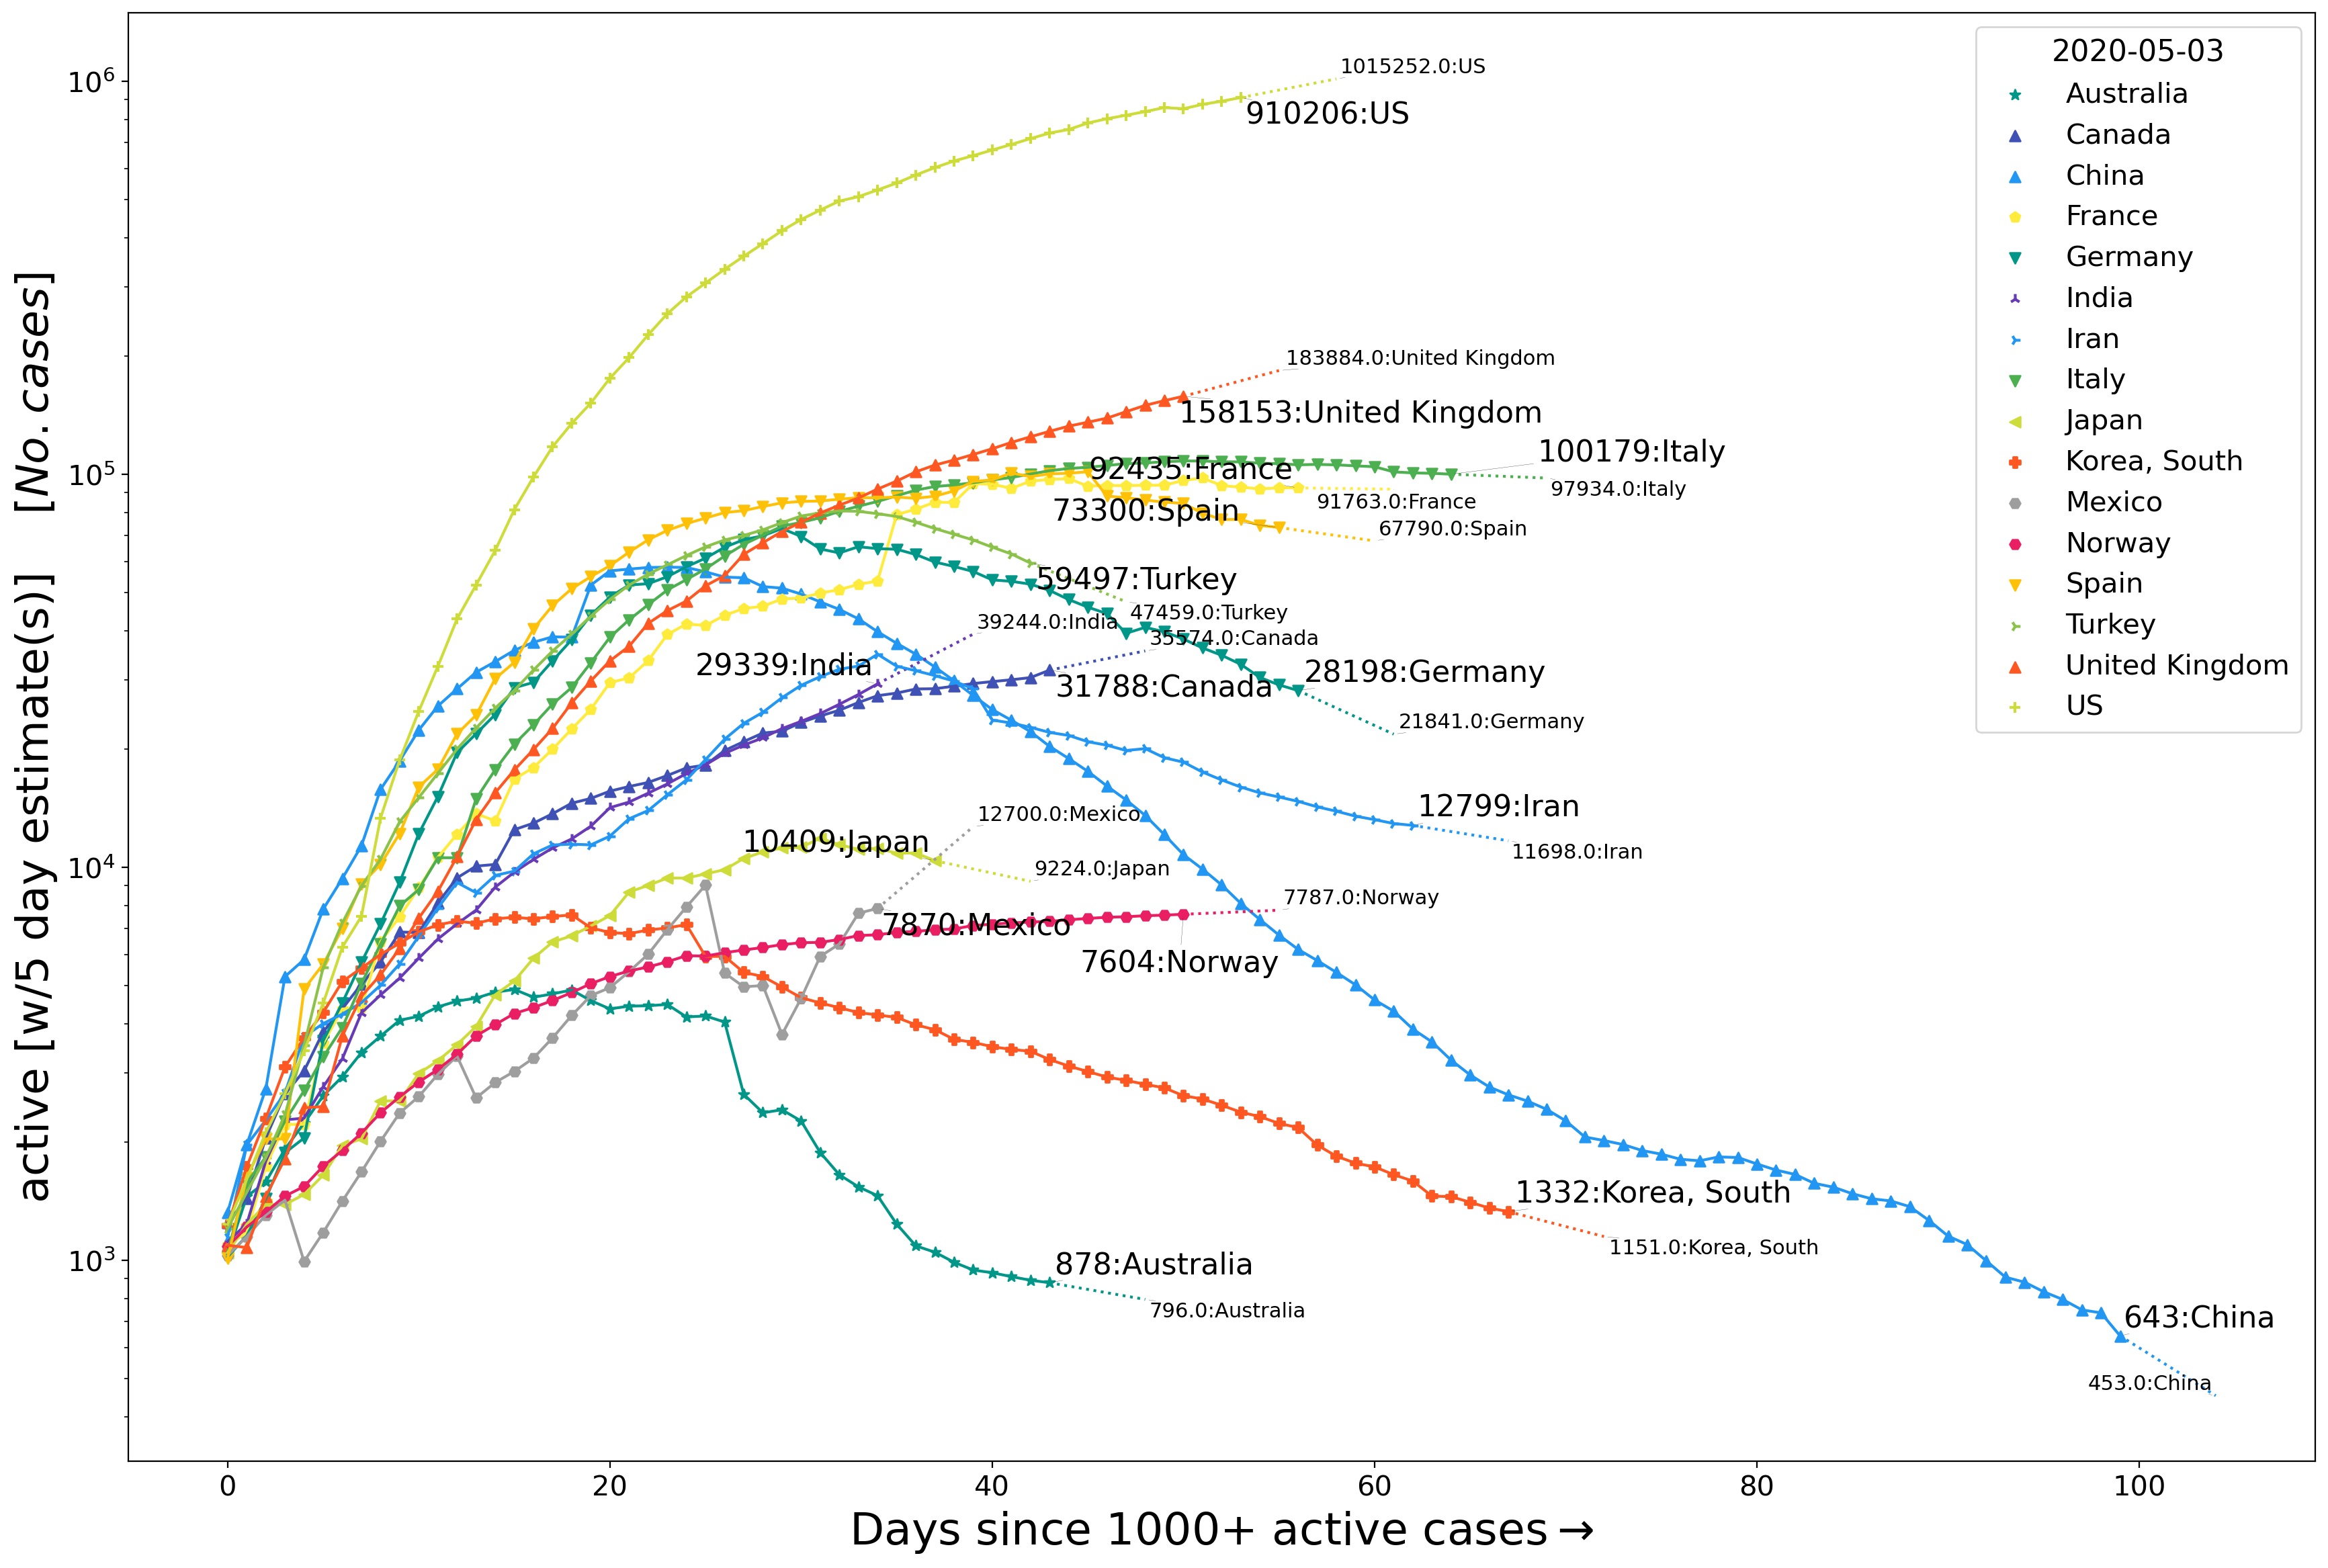 2020-05-03
Australia
Canada
China
France
Germany
India
Iran
Italy
Japan
Korea, South
Mexico
Norway
Spain
Turkey
United Kingdom
US
active [w/5 day estimate(s)] [No. cases]
10^6
10^5
10^4
10^3
1015252.0:US
910206:US
183884.0:United Kingdom
158153:United Kingdom
100179:Italy
92435:France
97934.0:Italy
91763.0:France
73300:Spain
67790.0:Spain
59497:Turkey
47459.0:Turkey
39244.0:India
35574.0:Canada
29339:India
28198:Germany
31788:Canada
21841.0:Germany
12700.0:Mexico
12799:Iran
10409:Japan
11698.0:Iran
9224.0:Japan
7787.0:Norway
7870:Mexico
7604:Norway
1332:Korea, South
1151.0:Korea, South
878:Australia
796.0:Australia
643:China
453.0:China
0 20 40 60 80 100
Days since 1000+ active cases→